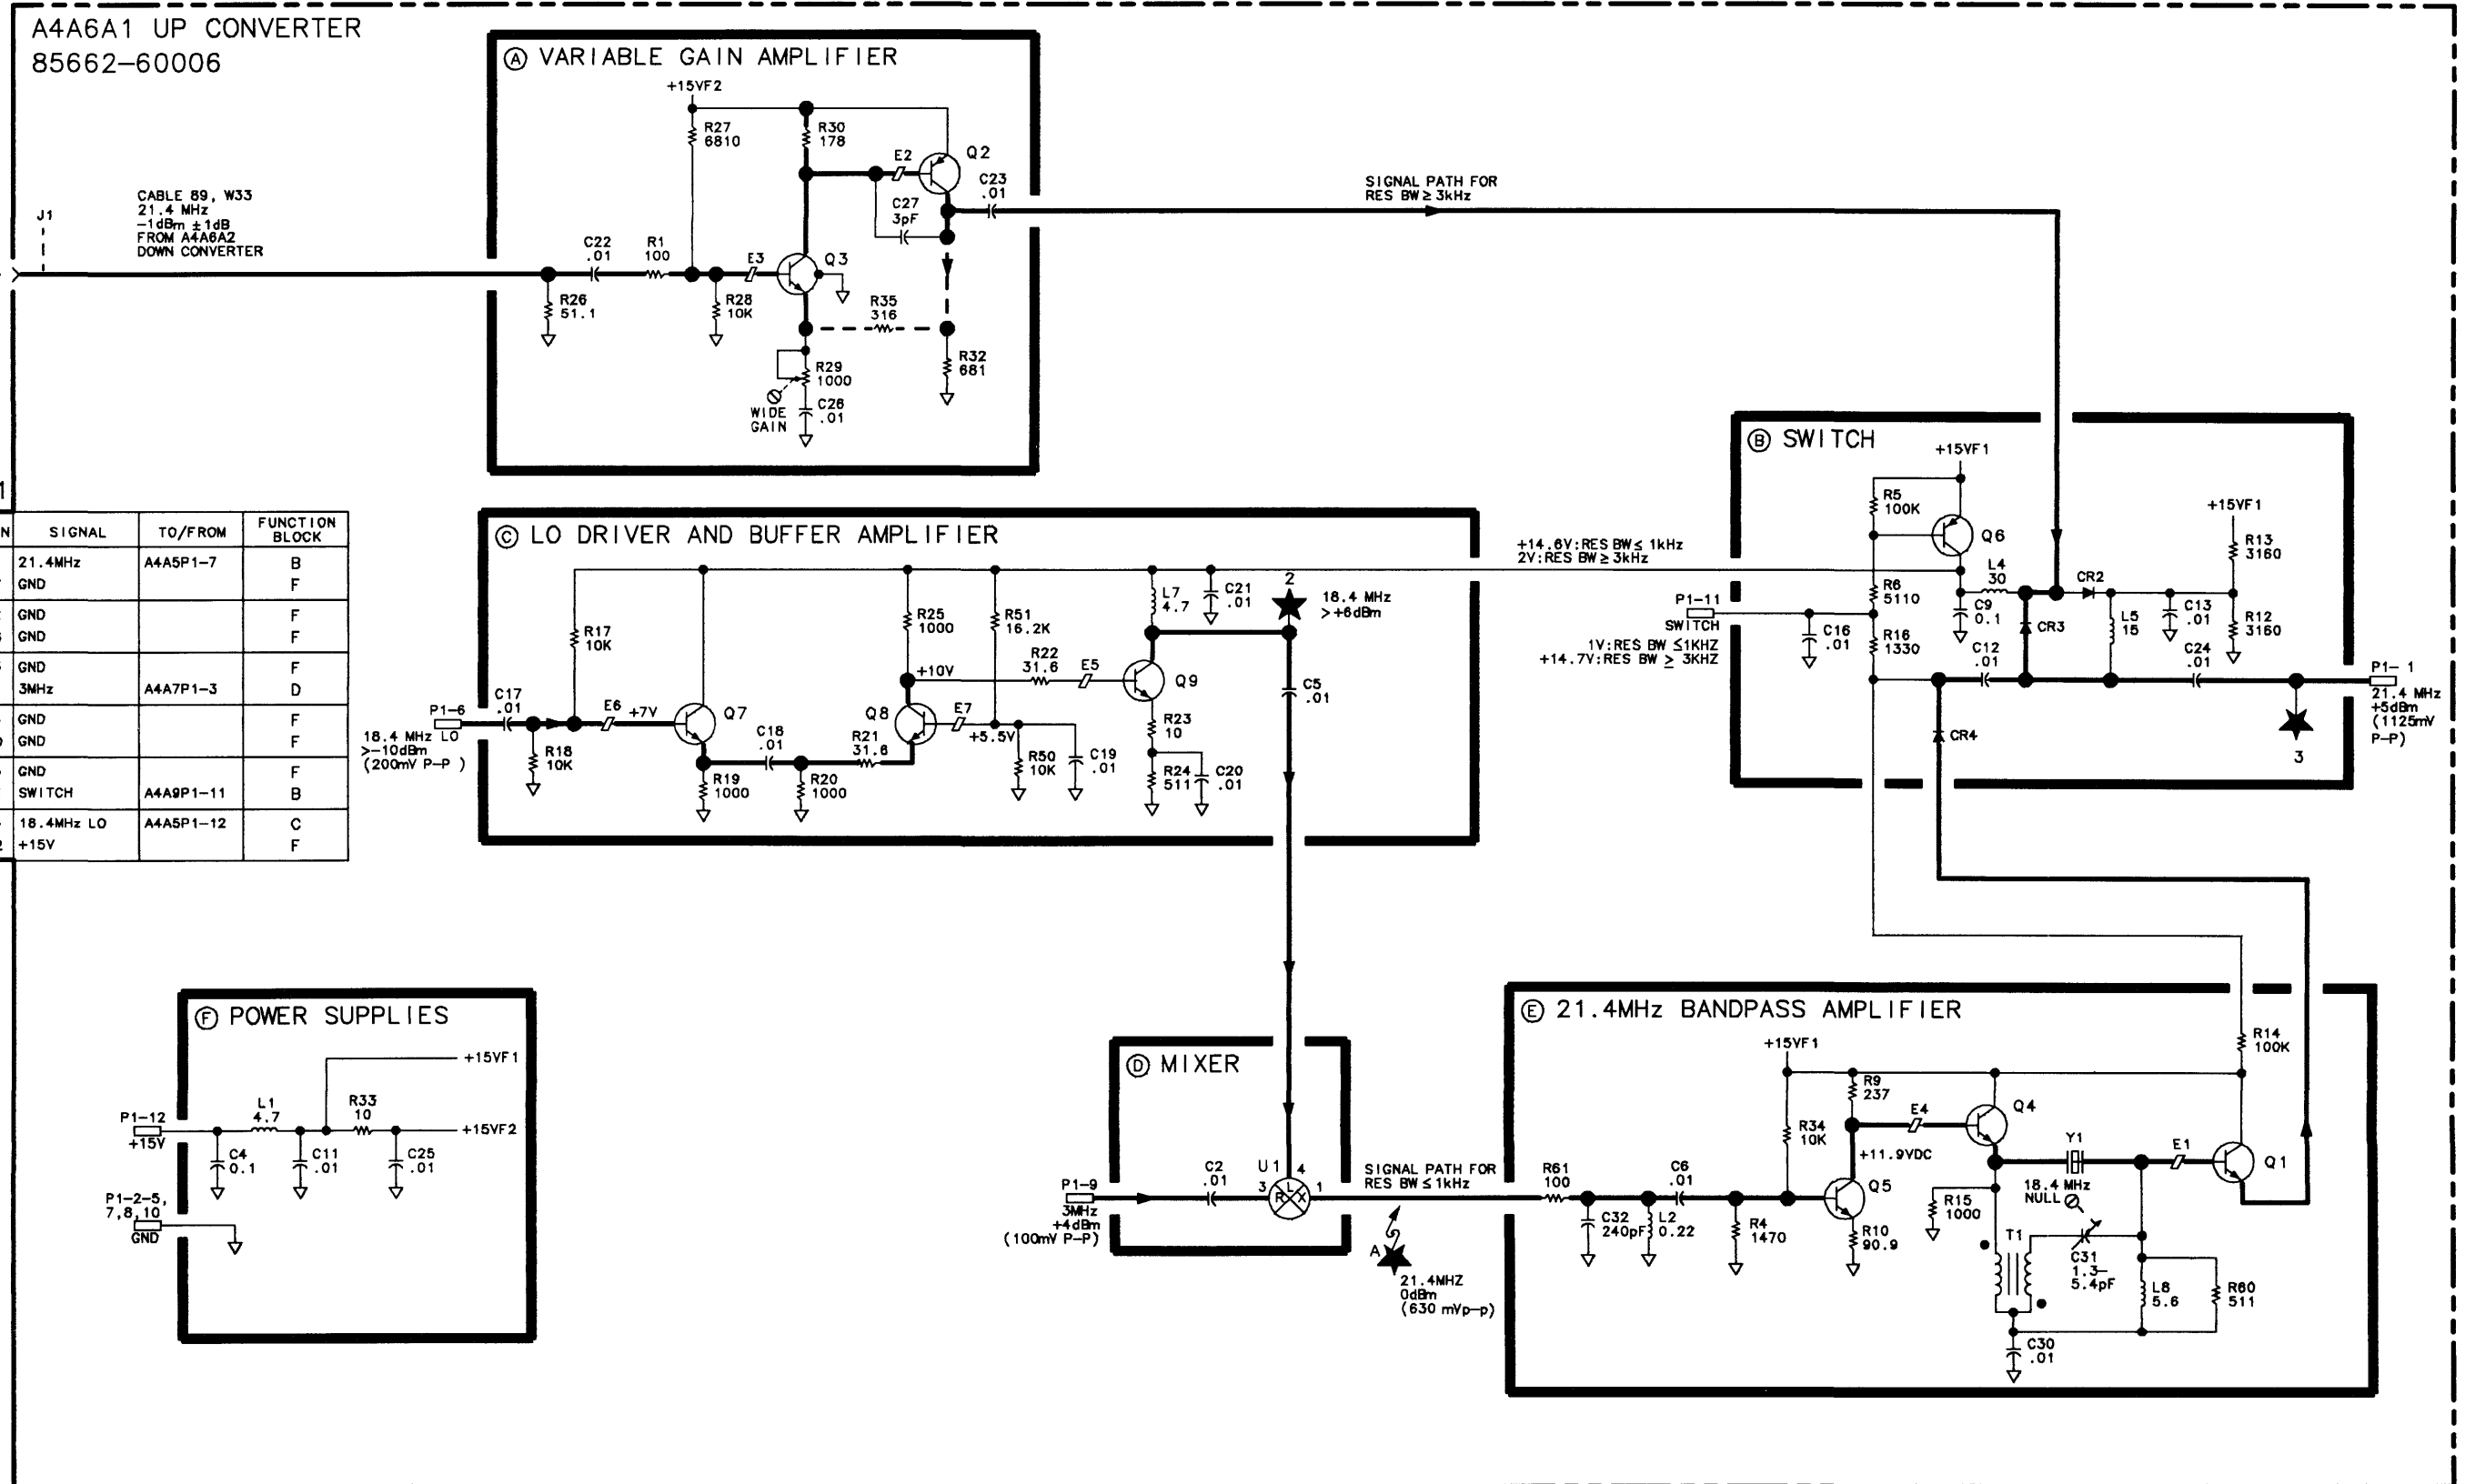 A4A6A1 UP CONVERTER
85662-60006
J1
CABLE 89, W33
21.4 MHz
-1dBm ±1dB
FROM A4A6A2
DOWN CONVERTER
Ⓐ VARIABLE GAIN AMPLIFIER
+15VF2
R27
6810
R30
178
E2
Q2
C23
.01
C27
3pF
C22
.01
R1
100
E3
Q3
R26
51.1
R28
10K
R35
316
R29
1000
R32
681
WIDE
GAIN
C26
.01
SIGNAL PATH FOR
RES BW ≥ 3kHz
Ⓑ SWITCH
+15VF1
R5
100K
Q6
+15VF1
R13
3160
L4
30
CR2
R6
5110
C9
0.1
CR3
L5
15
C13
.01
R12
3160
P1-11
SWITCH
1V:RES BW ≤1KHZ
+14.7V:RES BW ≥ 3KHZ
C16
.01
R16
1330
C12
.01
C24
.01
P1-1
21.4 MHz
+5dBm
(1125mV
P-P)
CR4
3
1
N SIGNAL TO/FROM FUNCTION BLOCK
21.4MHz A4A5P1-7 B
GND F
GND F
GND F
GND F
3MHz A4A7P1-3 D
GND F
GND F
GND F
SWITCH A4A9P1-11 B
18.4MHz LO A4A5P1-12 C
2 +15V F
Ⓒ LO DRIVER AND BUFFER AMPLIFIER
+14.6V:RES BW ≤ 1kHz
2V:RES BW ≥ 3kHz
R17
10K
R25
1000
R51
16.2K
L7
4.7
C21
.01
2
18.4 MHz
>+6dBm
+10V
R22
31.6
E5
Q9
C5
.01
P1-6
18.4 MHz LO
>-10dBm
(200mV P-P )
C17
.01
E6
+7V
Q7
Q8
E7
+5.5V
R18
10K
C18
.01
R21
31.6
R19
1000
R20
1000
R50
10K
C19
.01
R23
10
R24
511
C20
.01
Ⓕ POWER SUPPLIES
+15VF1
P1-12
+15V
L1
4.7
R33
10
+15VF2
C4
0.1
C11
.01
C25
.01
P1-2-5,
7,8,10
GND
Ⓓ MIXER
P1-9
3MHz
+4dBm
(100mV P-P)
C2
.01
U1
4
3
R
L
X
1
SIGNAL PATH FOR
RES BW ≤ 1kHz
A
21.4MHZ
0dBm
(630 mVp-p)
Ⓔ 21.4MHz BANDPASS AMPLIFIER
+15VF1
R9
237
R14
100K
R34
10K
E4
Q4
+11.9VDC
Y1
18.4 MHz
NULL
E1
Q1
R61
100
C6
.01
Q5
C32
240pF
L2
0.22
R4
1470
R10
90.9
R15
1000
T1
C31
1.3-
5.4pF
L8
5.6
R60
511
C30
.01